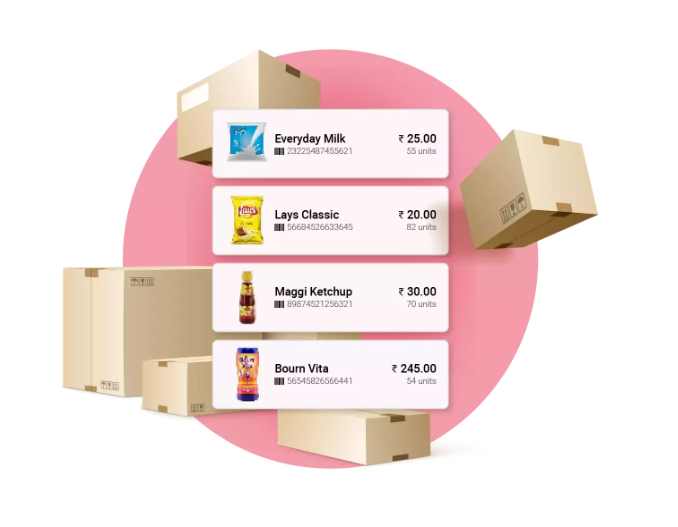 Everyday Milk
₹ 25.00
23225487455621
55 units
Lays Classic
₹ 20.00
56684526633645
82 units
Lays
Maggi Ketchup
₹ 30.00
89874521256321
70 units
Bourn Vita
₹ 245.00
56545826566441
54 units